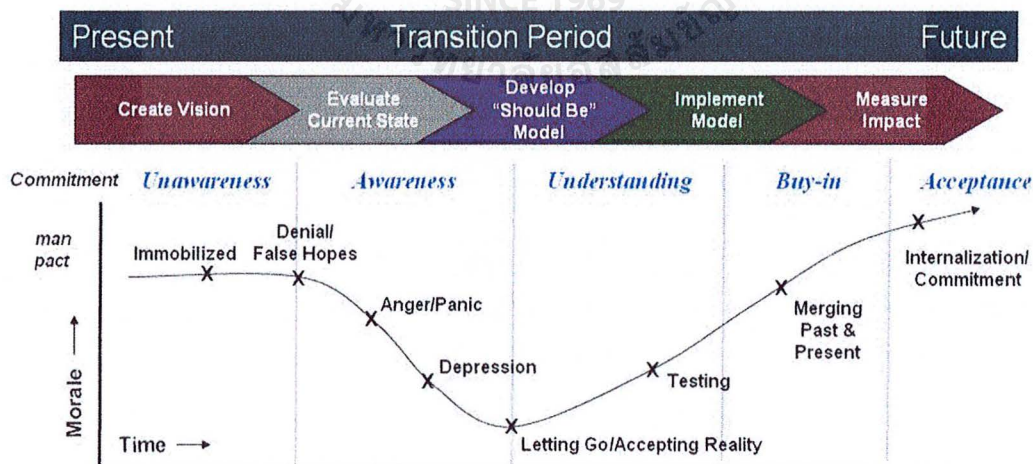 SINCE 1969
Present Transition Period Future
Create Vision
Evaluate
Current State
Develop
"Should Be"
Model
Implement
Model
Measure
Impact
Commitment Unawareness Awareness Understanding Buy-in Acceptance
man
pact
Immobilized
Denial/
False Hopes
Anger/Panic
Depression
Letting Go/Accepting Reality
Testing
Merging
Past &
Present
Internalization/
Commitment
Morale
Time